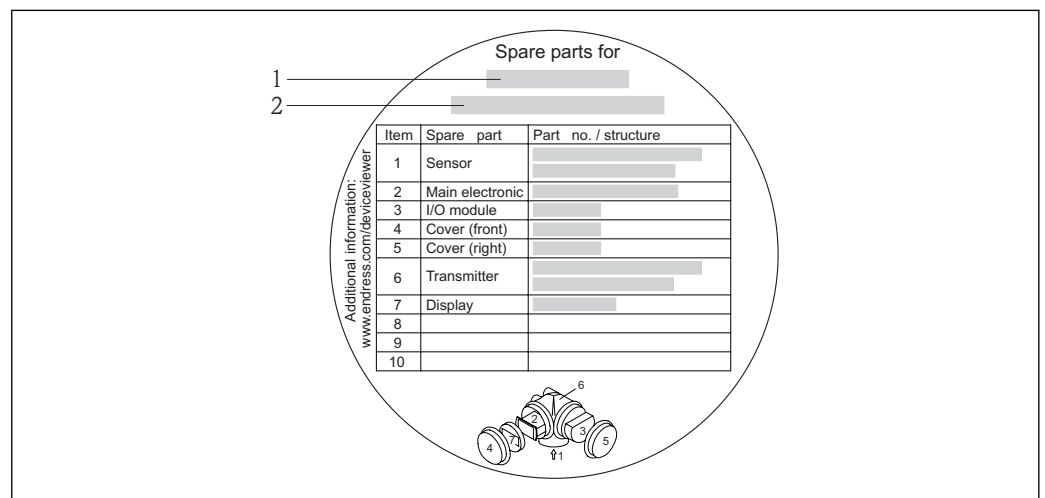 Spare parts for
1
2
Additional information:
www.endress.com/deviceviewer
Item Spare part Part no. / structure
1 Sensor
2 Main electronic
3 I/O module
4 Cover (front)
5 Cover (right)
6 Transmitter
7 Display
8
9
10
6
2
3
7
4
5
1